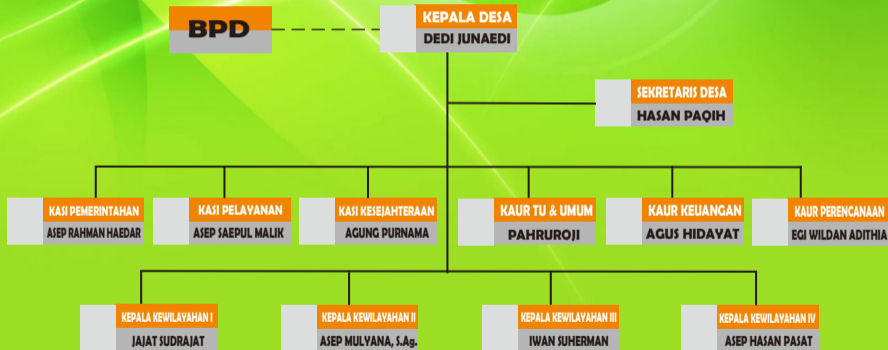 BPD
KEPALA DESA
DEDI JUNAEDI
SEKRETARIS DESA
HASAN PAQIH
KASI PEMERINTAHAN
ASEP RAHMAN HAEDAR
KASI PELAYANAN
ASEP SAEPUL MALIK
KASI KESEJAHTERAAN
AGUNG PURNAMA
KAUR TU & UMUM
PAHRUROJI
KAUR KEUANGAN
AGUS HIDAYAT
KAUR PERENCANAAN
EGI WILDAN ADITHIA
KEPALA KEWILAYAHAN I
JAJAT SUDRAJAT
KEPALA KEWILAYAHAN II
ASEP MULYANA, S.Ag.
KEPALA KEWILAYAHAN III
IWAN SUHERMAN
KEPALA KEWILAYAHAN IV
ASEP HASAN PASAT